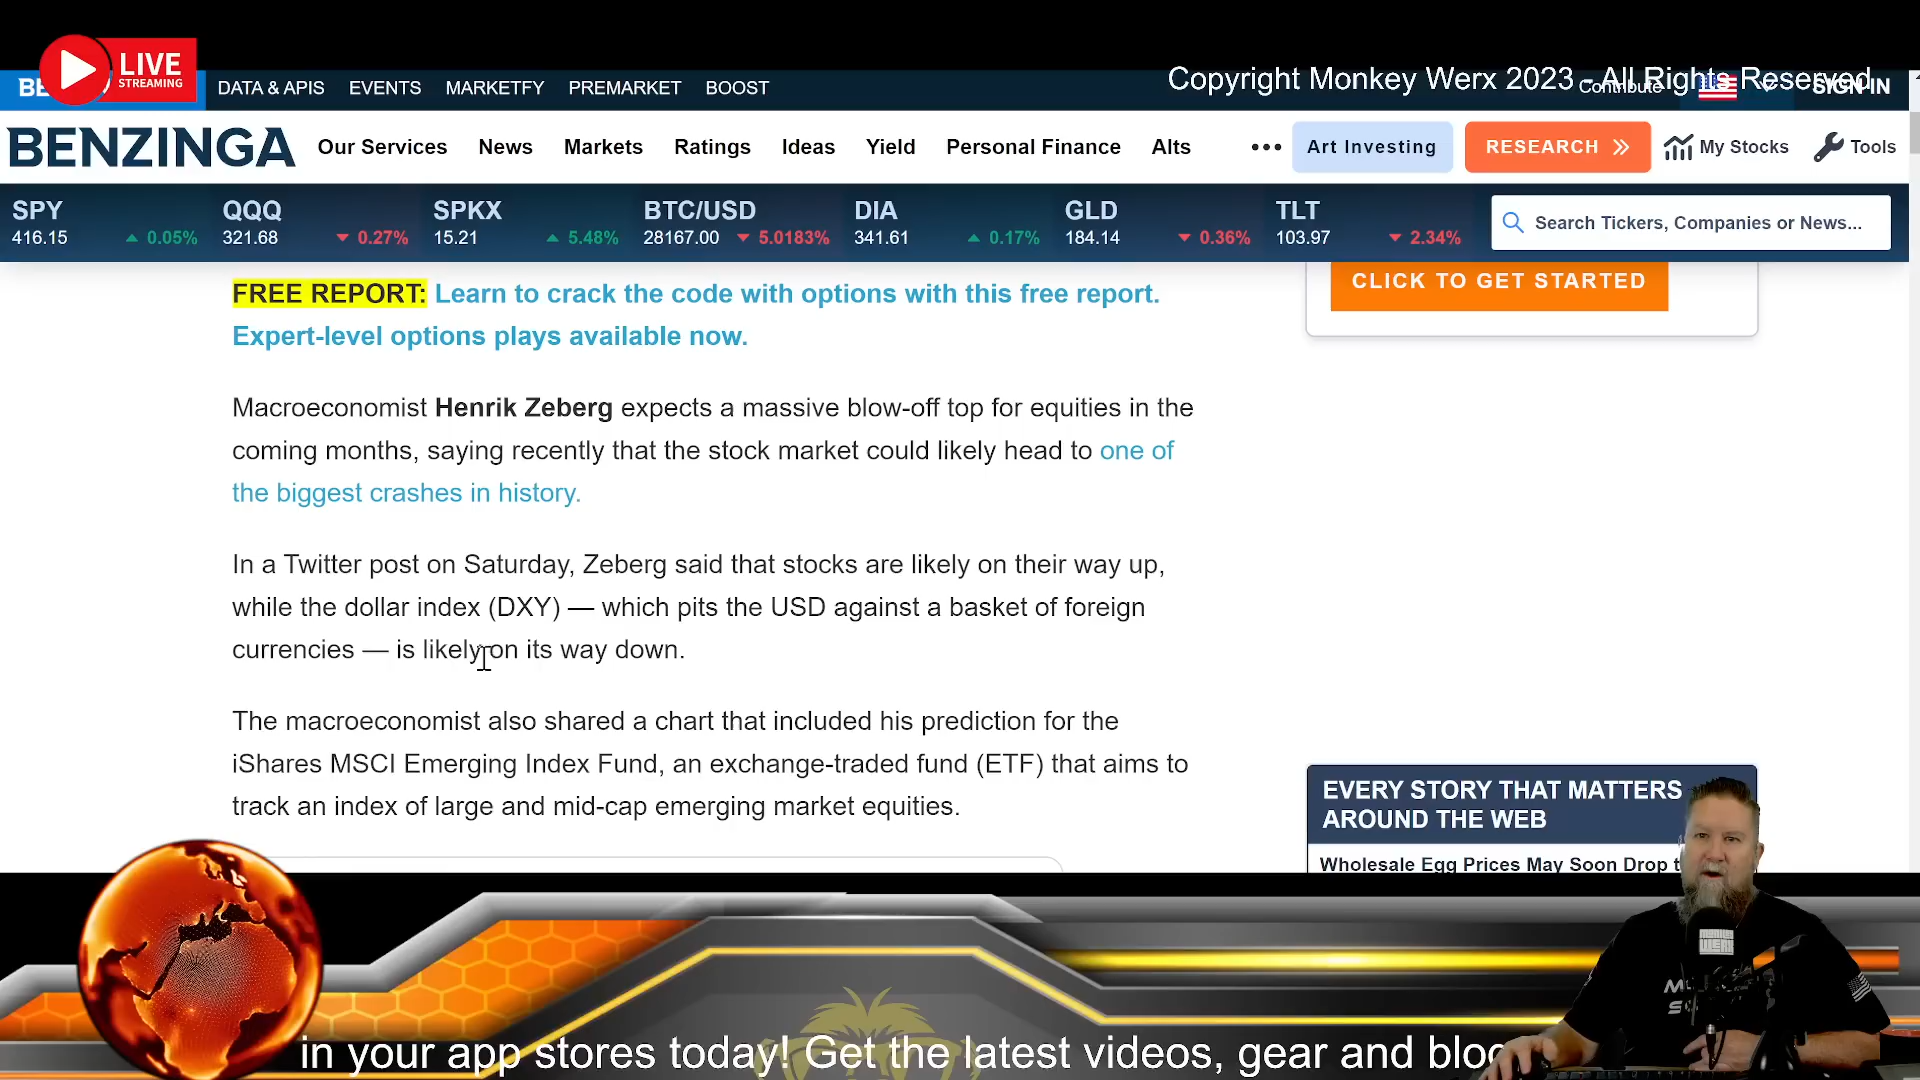 LIVE
STREAMING
BE
DATA & APIS EVENTS MARKETFY PREMARKET BOOST
Copyright Monkey Werx 2023 - All Rights Reserved
Contribute
SIGN IN
BENZINGA Our Services News Markets Ratings Ideas Yield Personal Finance Alts ••• Art Investing RESEARCH My Stocks Tools
SPY QQQ SPKX BTC/USD DIA GLD TLT
416.15 ▲ 0.05% 321.68 ▼ 0.27% 15.21 ▲ 5.48% 28167.00 ▼ 5.0183% 341.61 ▲ 0.17% 184.14 ▼ 0.36% 103.97 ▼ 2.34%
Search Tickers, Companies or News...
FREE REPORT: Learn to crack the code with options with this free report.
Expert-level options plays available now.
CLICK TO GET STARTED
Macroeconomist Henrik Zeberg expects a massive blow-off top for equities in the
coming months, saying recently that the stock market could likely head to one of
the biggest crashes in history.
In a Twitter post on Saturday, Zeberg said that stocks are likely on their way up,
while the dollar index (DXY) — which pits the USD against a basket of foreign
currencies — is likely on its way down.
The macroeconomist also shared a chart that included his prediction for the
iShares MSCI Emerging Index Fund, an exchange-traded fund (ETF) that aims to
track an index of large and mid-cap emerging market equities.
EVERY STORY THAT MATTERS
AROUND THE WEB
Wholesale Egg Prices May Soon Drop t
in your app stores today! Get the latest videos, gear and blo